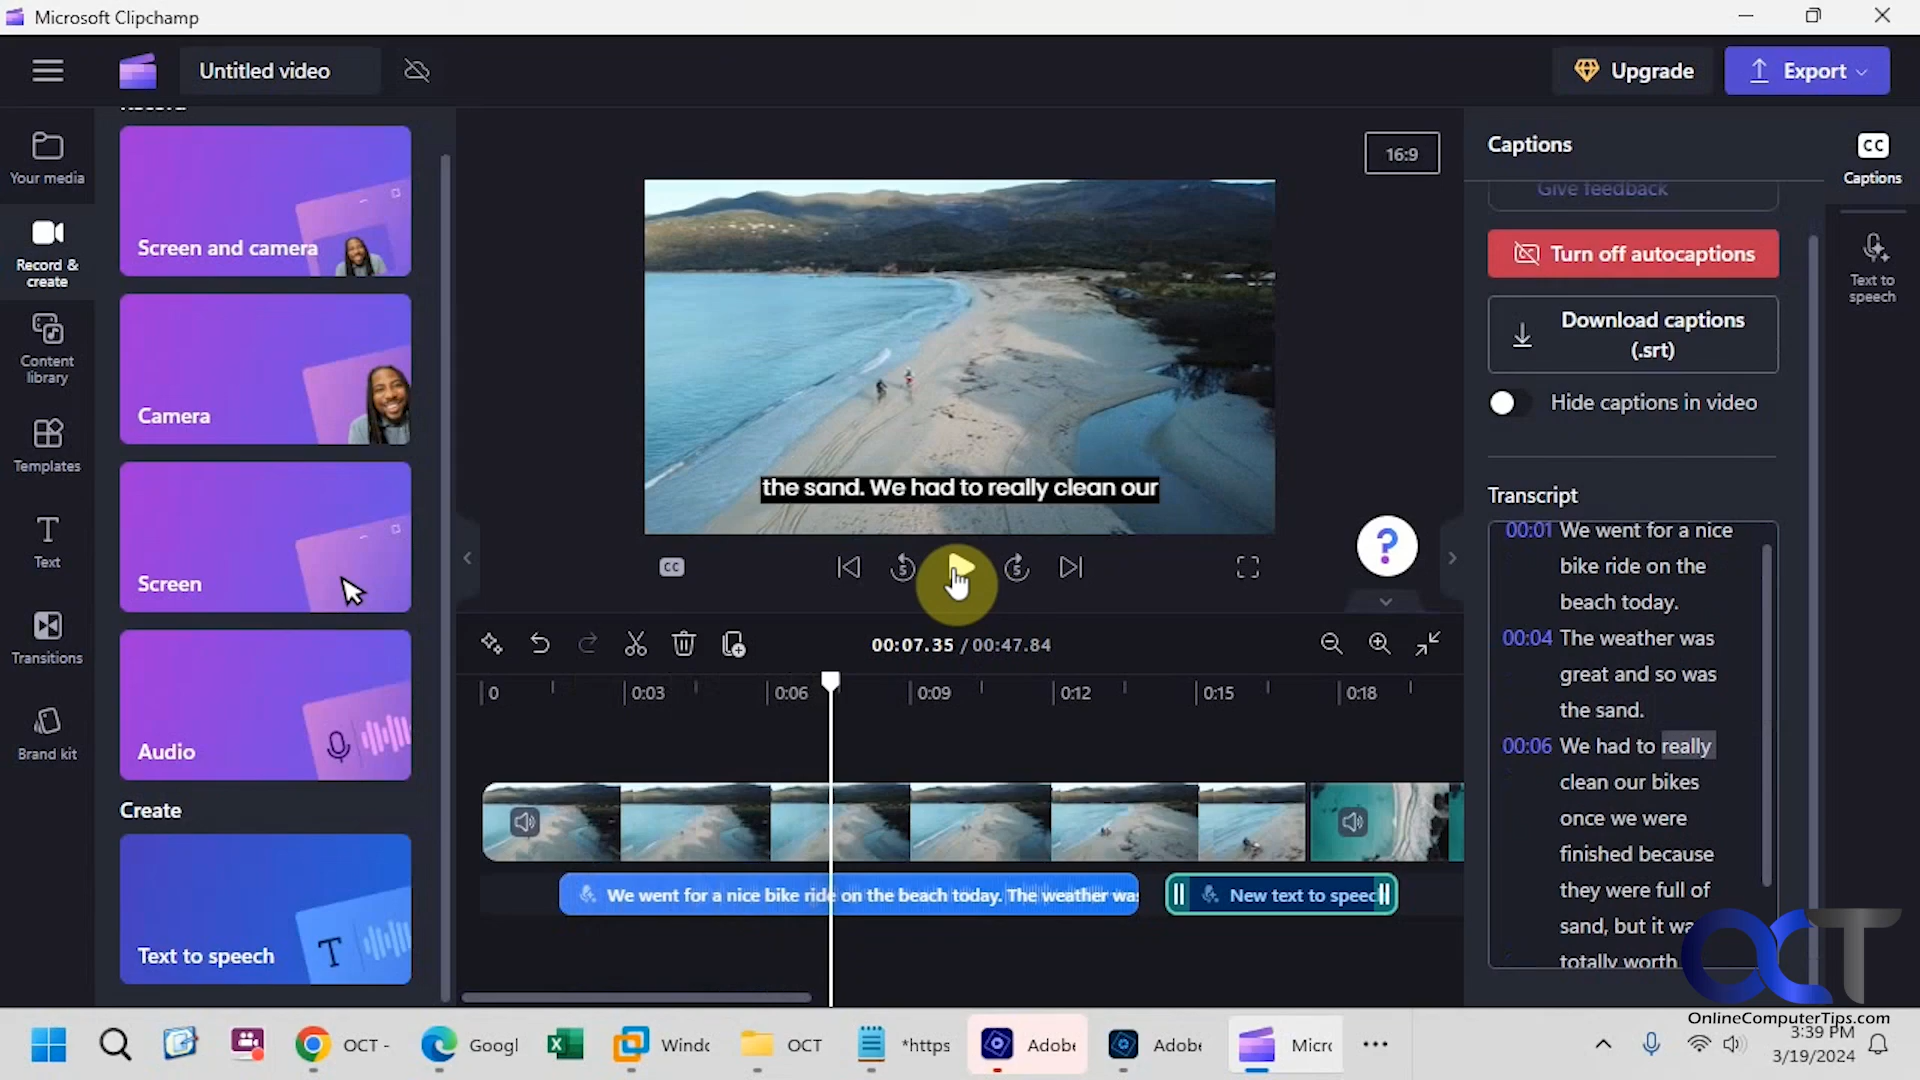 Microsoft Clipchamp
Untitled video
Upgrade
Export
Your media
Record &
create
Content
library
Templates
Text
Transitions
Brand kit
Record
Screen and camera
Camera
Screen
Audio
Create
Text to speech
16:9
the sand. We had to really clean our
CC
5
5
?
00:07.35 / 00:47.84
0
0:03
0:06
0:09
0:12
0:15
0:18
We went for a nice bike ride on the beach today. The weather wa
New text to speec
Captions
Give feedback
Turn off autocaptions
Download captions
(.srt)
Hide captions in video
Transcript
00:01 We went for a nice
bike ride on the
beach today.
00:04 The weather was
great and so was
the sand.
00:06 We had to really
clean our bikes
once we were
finished because
they were full of
sand, but it wa
totally worth
CC
Captions
Text to
speech
OCT
OnlineComputerTips.com
OCT -
Googl
Windo
OCT
*https
Adobe
Adobe
Micro
3:39 PM
3/19/2024